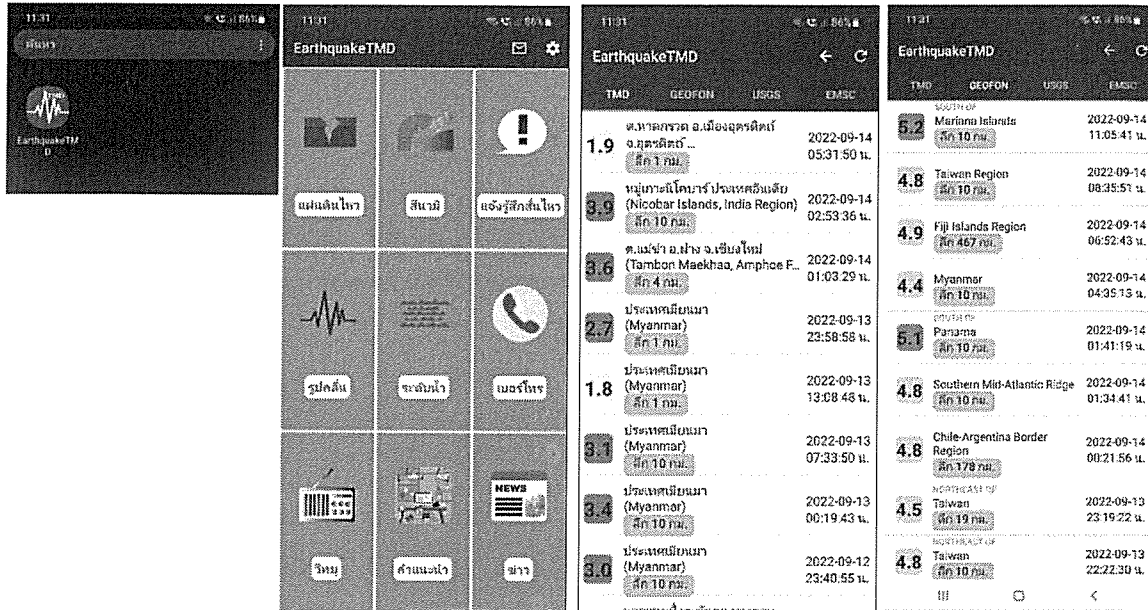 11:31
86%
ค้นหา
EarthquakeTM
D
11:31
86%
EarthquakeTMD
แผ่นดินไหว
สึนามิ
แจ้งรู้สึกสั่นไหว
รูปคลื่น
ระดับน้ำ
เบอร์โทร
วิทยุ
คำแนะนำ
NEWS
ข่าว
11:31
86%
EarthquakeTMD
TMD GEOFON USGS EMSC
ต.หาดกรวด อ.เมืองอุตรดิตถ์
จ.อุตรดิตถ์ ...
1.9
ลึก 1 กม.
2022-09-14
05:31:50 น.
หมู่เกาะนิโคบาร์ ประเทศอินเดีย
(Nicobar Islands, India Region)
3.9
ลึก 10 กม.
2022-09-14
02:53:36 น.
ต.แม่ข่า อ.ฝาง จ.เชียงใหม่
(Tambon Maekhaa, Amphoe F...
3.6
ลึก 4 กม.
2022-09-14
01:03:29 น.
ประเทศเมียนมา
(Myanmar)
2.7
ลึก 1 กม.
2022-09-13
23:58:58 น.
ประเทศเมียนมา
(Myanmar)
1.8
ลึก 1 กม.
2022-09-13
13:08:48 น.
ประเทศเมียนมา
(Myanmar)
3.1
ลึก 10 กม.
2022-09-13
07:33:50 น.
ประเทศเมียนมา
(Myanmar)
3.4
ลึก 10 กม.
2022-09-13
00:19:43 น.
ประเทศเมียนมา
(Myanmar)
3.0
ลึก 10 กม.
2022-09-12
23:40:55 น.
11:31
86%
EarthquakeTMD
TMD GEOFON USGS EMSC
SOUTH OF
5.2 Mariana Islands
ลึก 10 กม.
2022-09-14
11:05:41 น.
4.8 Taiwan Region
ลึก 10 กม.
2022-09-14
08:35:51 น.
4.9 Fiji Islands Region
ลึก 467 กม.
2022-09-14
06:52:43 น.
4.4 Myanmar
ลึก 10 กม.
2022-09-14
04:35:13 น.
SOUTH OF
5.1 Panama
ลึก 10 กม.
2022-09-14
01:41:19 น.
4.8 Southern Mid-Atlantic Ridge
ลึก 10 กม.
2022-09-14
01:34:41 น.
4.8 Chile-Argentina Border
Region
ลึก 178 กม.
2022-09-14
00:21:56 น.
NORTHEAST OF
4.5 Taiwan
ลึก 19 กม.
2022-09-13
23:19:22 น.
NORTHEAST OF
4.8 Taiwan
ลึก 10 กม.
2022-09-13
22:22:30 น.